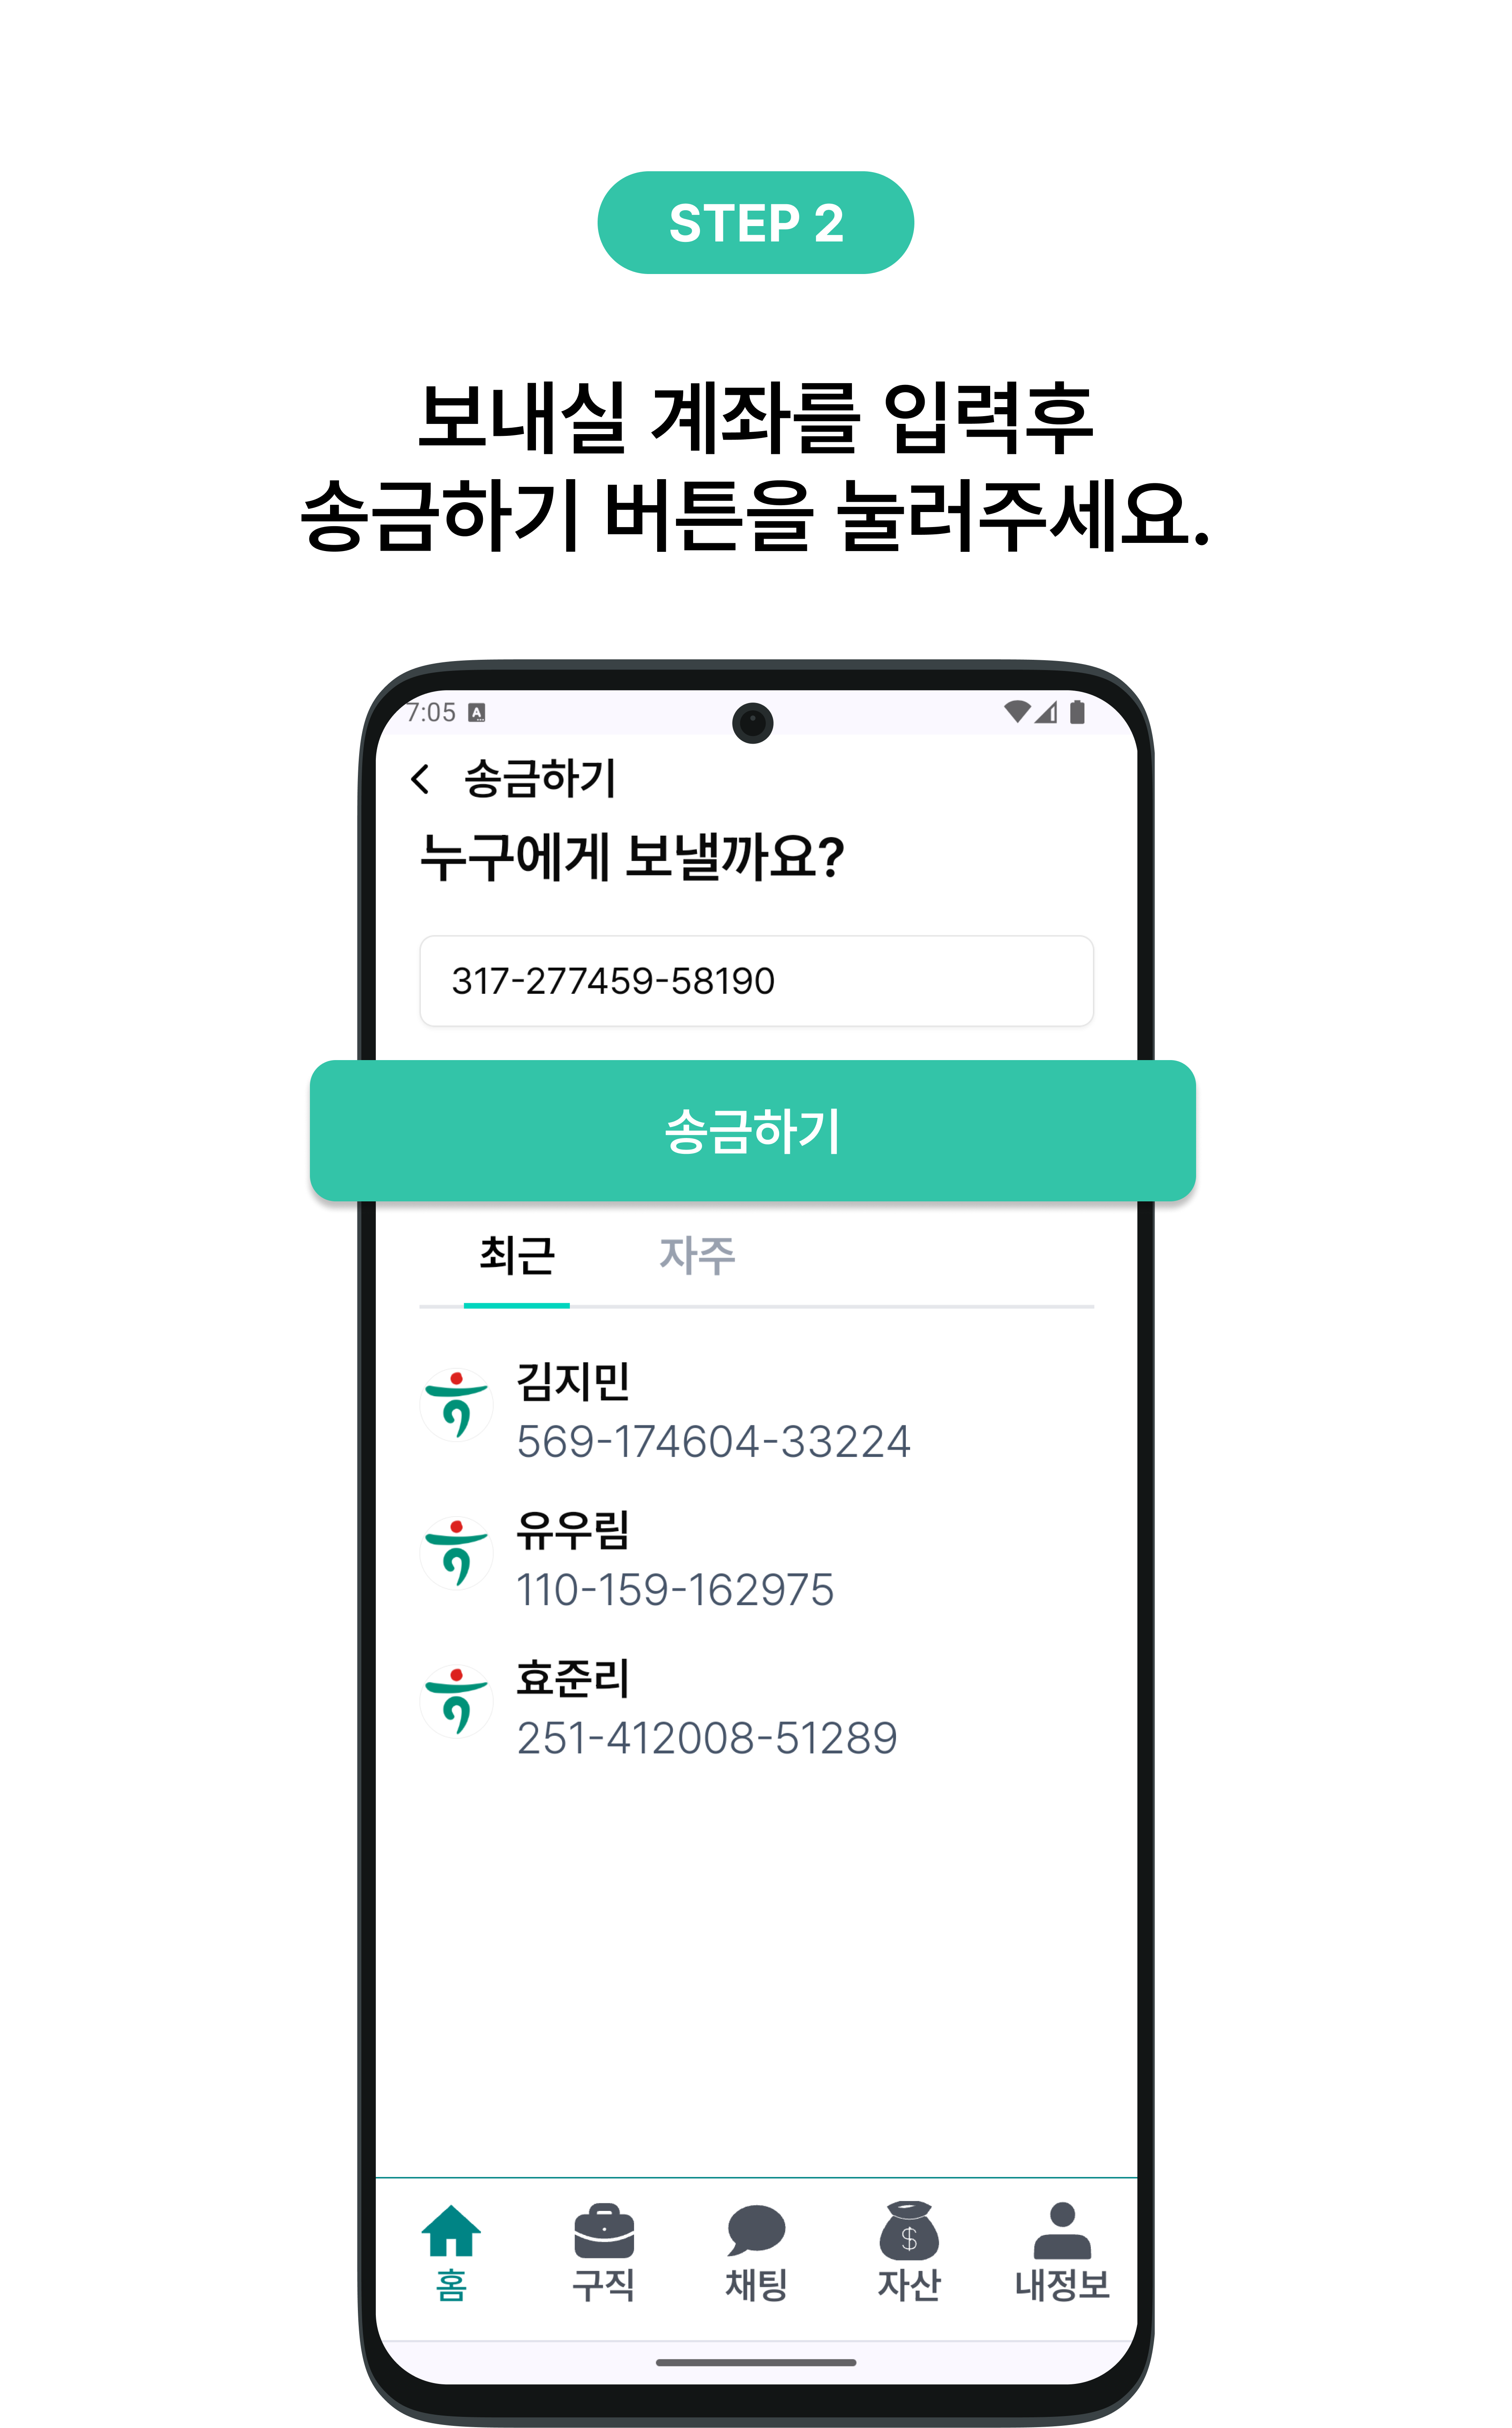 STEP 2
보내실 계좌를 입력후
송금하기 버튼을 눌러주세요.
7:05
송금하기
누구에게 보낼까요?
317-277459-58190
송금하기
최근 자주
김지민
569-174604-33224
유우림
110-159-162975
효준리
251-412008-51289
홈 구직 채팅 자산 내정보